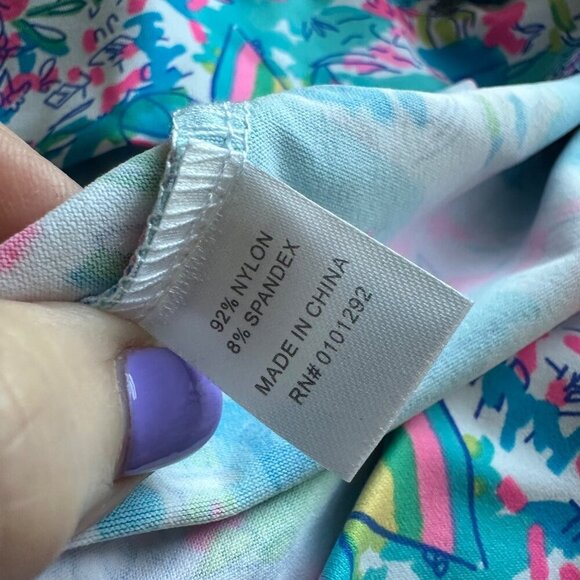 92% NYLON
8% SPANDEX
MADE IN CHINA
RN# 0101292